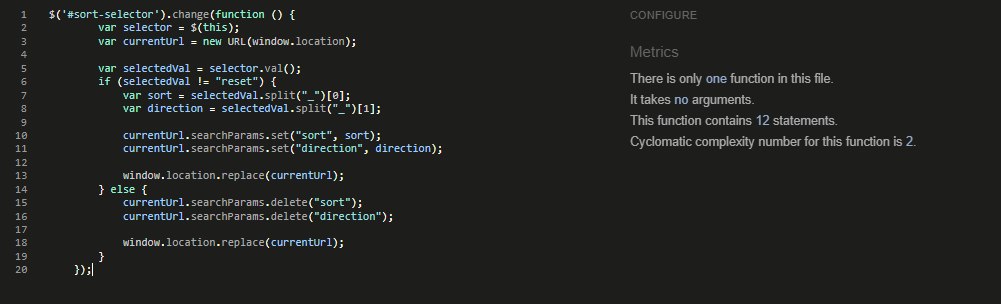 1 $('#sort-selector').change(function () {
2 var selector = $(this);
3 var currentUrl = new URL(window.location);
4
5 var selectedVal = selector.val();
6 if (selectedVal != "reset") {
7 var sort = selectedVal.split("_")[0];
8 var direction = selectedVal.split("_")[1];
9
10 currentUrl.searchParams.set("sort", sort);
11 currentUrl.searchParams.set("direction", direction);
12
13 window.location.replace(currentUrl);
14 } else {
15 currentUrl.searchParams.delete("sort");
16 currentUrl.searchParams.delete("direction");
17
18 window.location.replace(currentUrl);
19 }
20 });
CONFIGURE
Metrics
There is only one function in this file.
It takes no arguments.
This function contains 12 statements.
Cyclomatic complexity number for this function is 2.